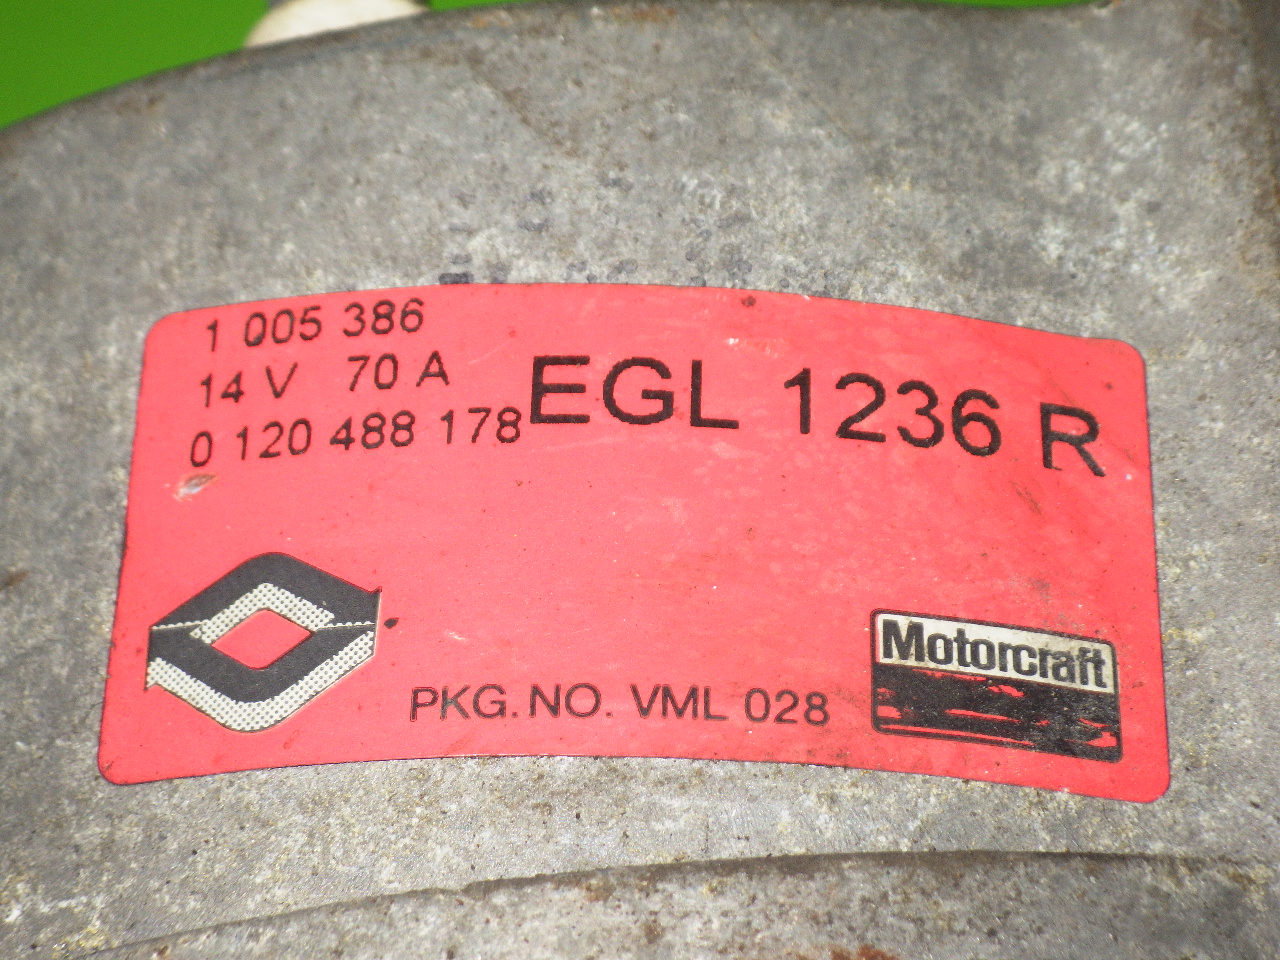 1 005 386
14 V 70 A
0 120 488 178
EGL 1236 R
PKG. NO. VML 028
Motorcraft